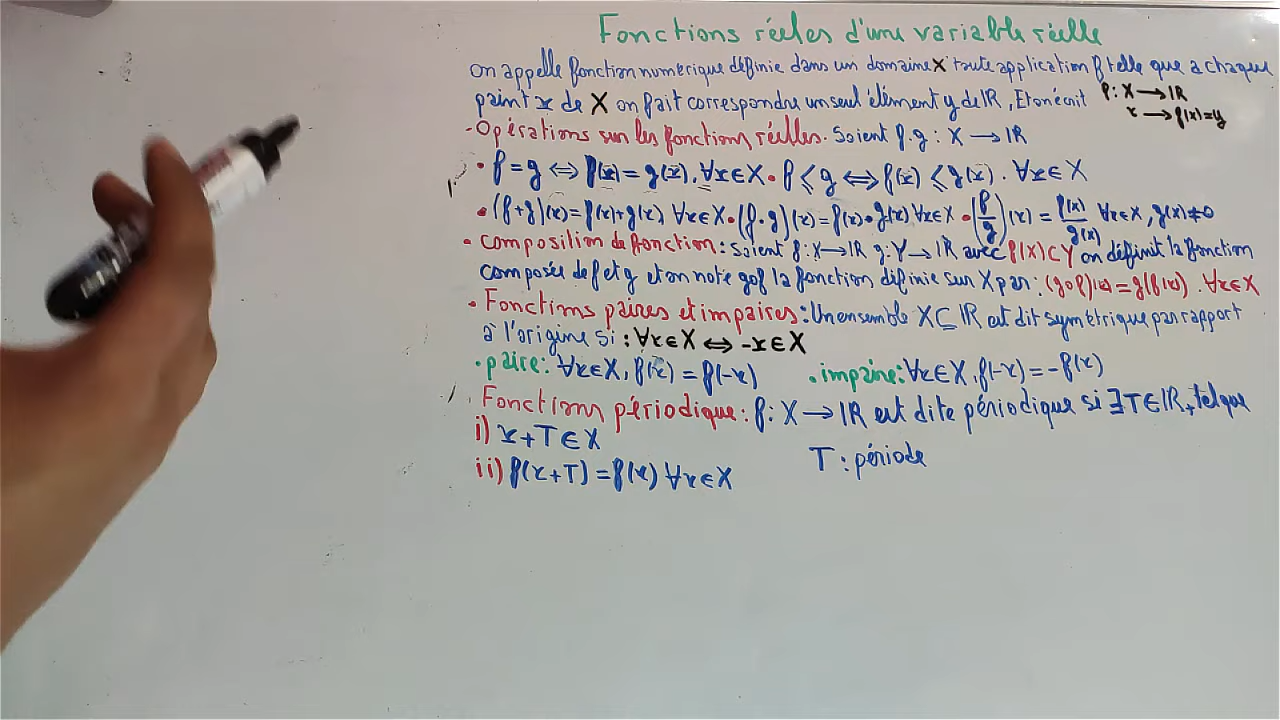 Fonctions réeles d'une variable réelle
on appelle fonction numérique définie dans un domaine X toute application f telle que a chaque
point x de X on fait correspondre un seul élément y de IR, Et on écrit f : X → IR
x → f(x)=y
- Opérations sur les fonctions réelles. Soient f.g : X → IR
• f = g ⇔ f(x) = g(x), ∀x∈X • f ⩽ g ⇔ f(x) ⩽ g(x). ∀x∈X
• (f+g)(x)=f(x)+g(x), ∀x∈X • (f•g)(x)=f(x)•g(x) ∀x∈X • (f/g)(x) = f(x)/g(x) ∀x∈X, g(x)≠0
• composition de fonction : Soient f: X→IR g: Y→IR avec f(X)⊂Y on définit la fonction
composée de f et g et on note gof la fonction définie sur X par : (gof)(x)=g(f(x)). ∀x∈X
• Fonctions paires et impaires : Un ensemble X⊆IR est dit symétrique par rapport
à l'origine si : ∀x∈X ⇔ -x∈X
• paire : ∀x∈X, f(x) = f(-x) • impaire : ∀x∈X, f(-x) = -f(x)
. Fonctions périodique : f: X → IR est dite périodique si ∃T∈IR+ tel que
i) x+T∈X
T : période
ii) f(x+T) = f(x) ∀x∈X